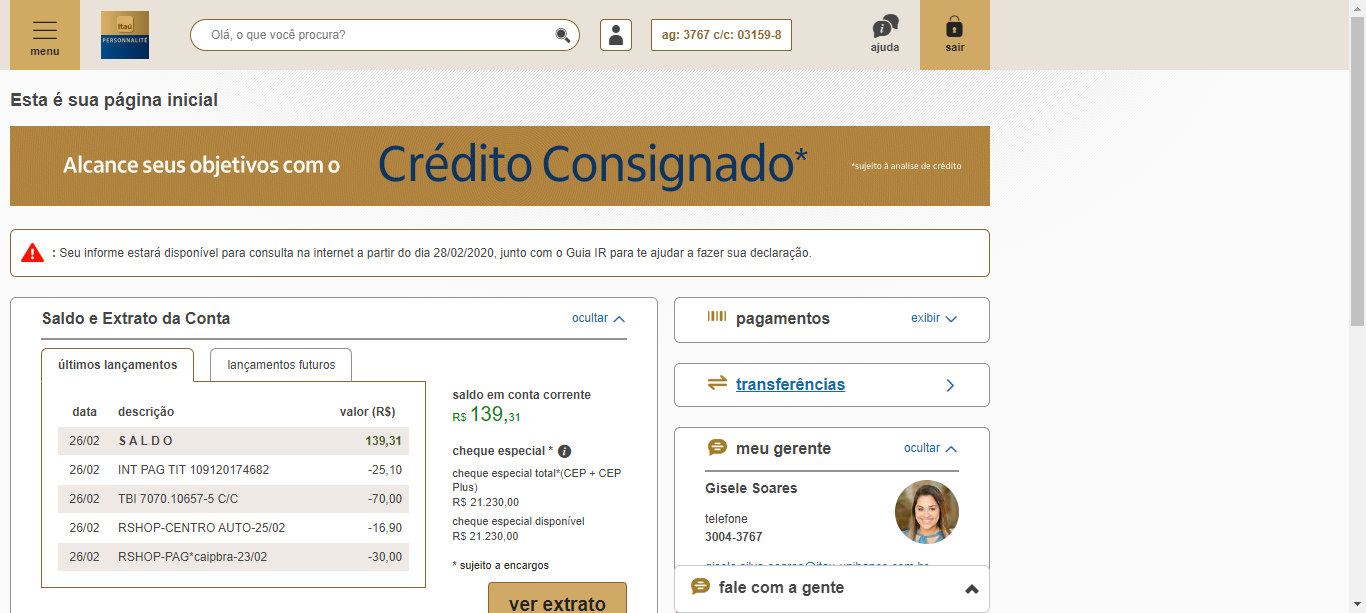 menu
Itaú
PERSONNALITÉ
Olá, o que você procura?
ag: 3767 c/c: 03159-8
ajuda
sair
Esta é sua página inicial
Alcance seus objetivos com o Crédito Consignado* *sujeito à analise de crédito
: Seu informe estará disponível para consulta na internet a partir do dia 28/02/2020, junto com o Guia IR para te ajudar a fazer sua declaração.
Saldo e Extrato da Conta
ocultar
últimos lançamentos
lançamentos futuros
data descrição valor (R$)
26/02 S A L D O 139,31
26/02 INT PAG TIT 109120174682 -25,10
26/02 TBI 7070.10657-5 C/C -70,00
26/02 RSHOP-CENTRO AUTO-25/02 -16,90
26/02 RSHOP-PAG*caipbra-23/02 -30,00
saldo em conta corrente
R$ 139,31
cheque especial * i
cheque especial total*(CEP + CEP
Plus)
R$ 21.230,00
cheque especial disponível
R$ 21.230,00
* sujeito a encargos
ver extrato
pagamentos
exibir
transferências
meu gerente
ocultar
Gisele Soares
telefone
3004-3767
fale com a gente